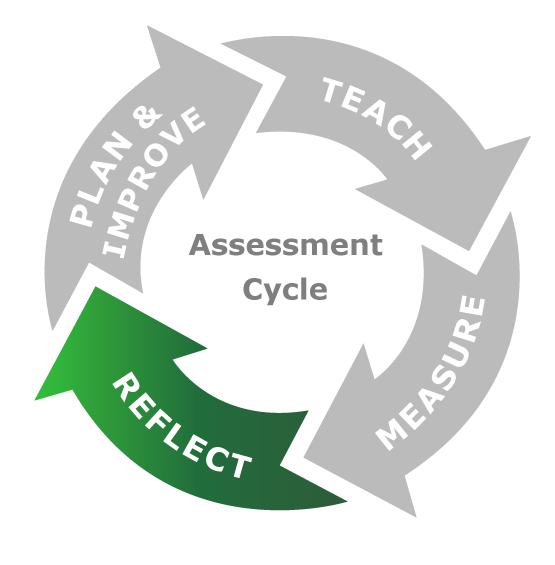 PLAN &
IMPROVE
TEACH
MEASURE
REFLECT
Assessment
Cycle